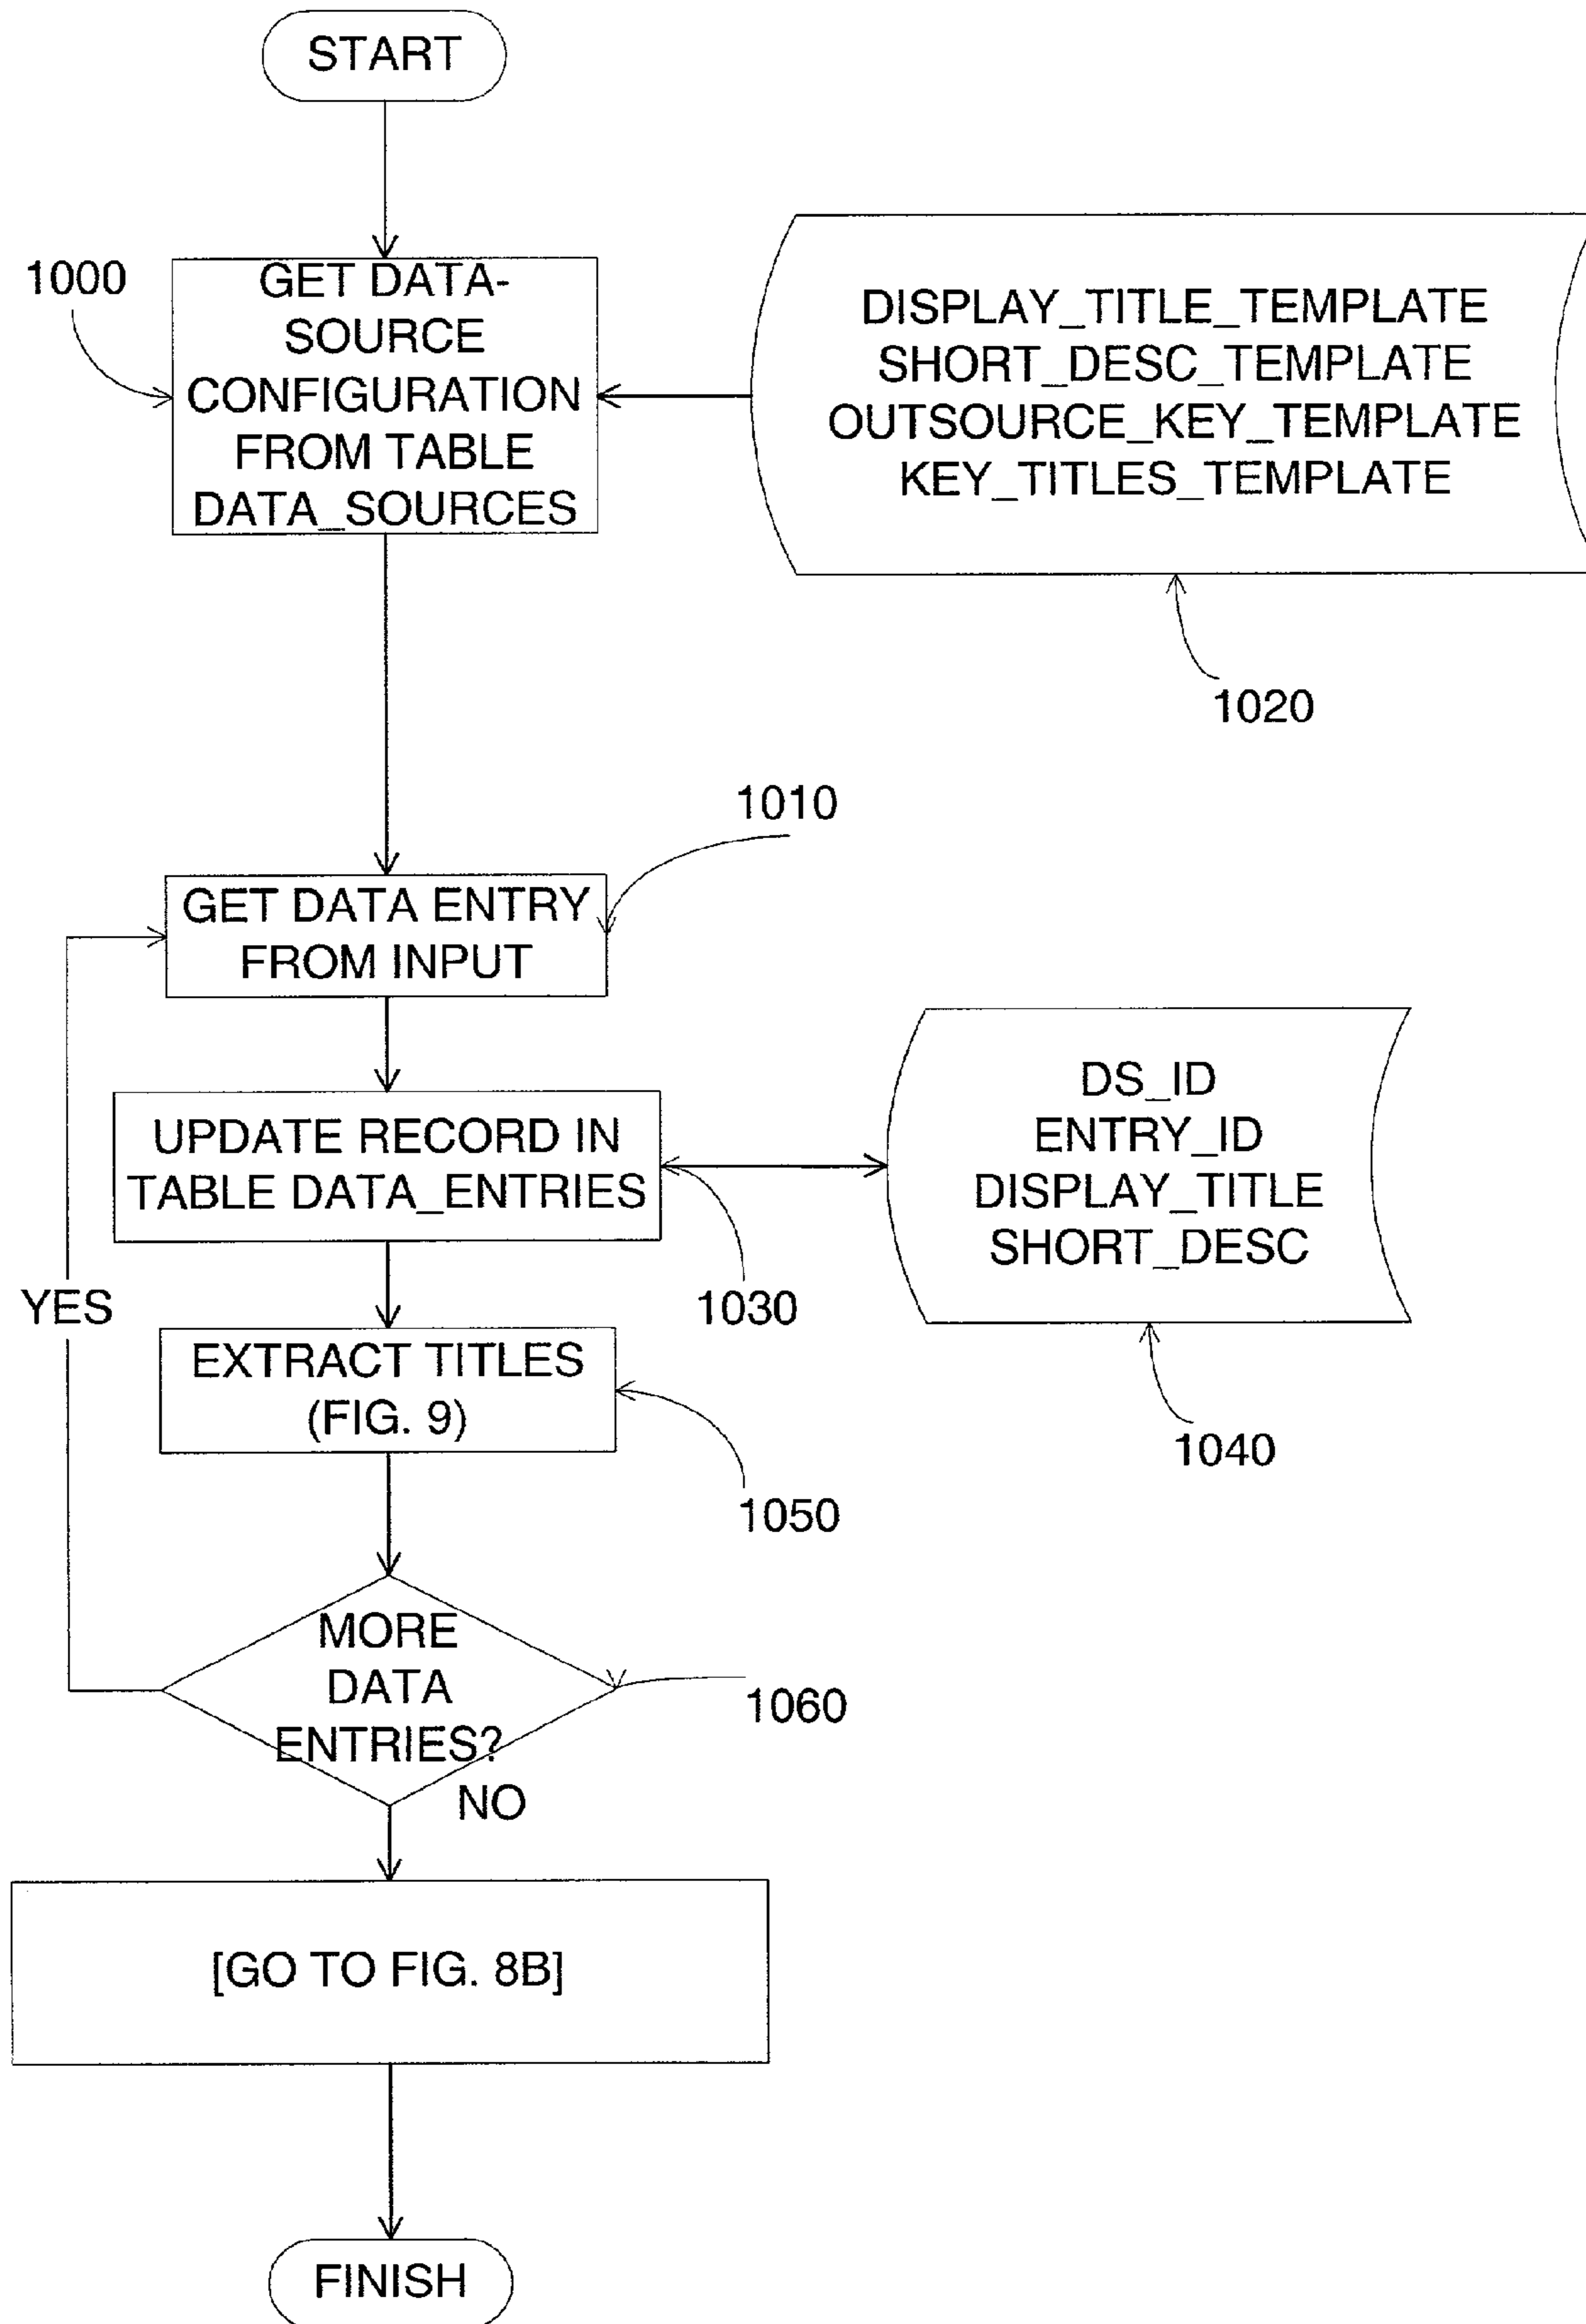 START
1000
GET DATA-
SOURCE
CONFIGURATION
FROM TABLE
DATA_SOURCES
DISPLAY_TITLE_TEMPLATE
SHORT_DESC_TEMPLATE
OUTSOURCE_KEY_TEMPLATE
KEY_TITLES_TEMPLATE
1020
1010
GET DATA ENTRY
FROM INPUT
UPDATE RECORD IN
TABLE DATA_ENTRIES
DS_ID
ENTRY_ID
DISPLAY_TITLE
SHORT_DESC
1030
YES
EXTRACT TITLES
(FIG. 9)
1040
1050
MORE
DATA
ENTRIES?
1060
NO
[GO TO FIG. 8B]
FINISH